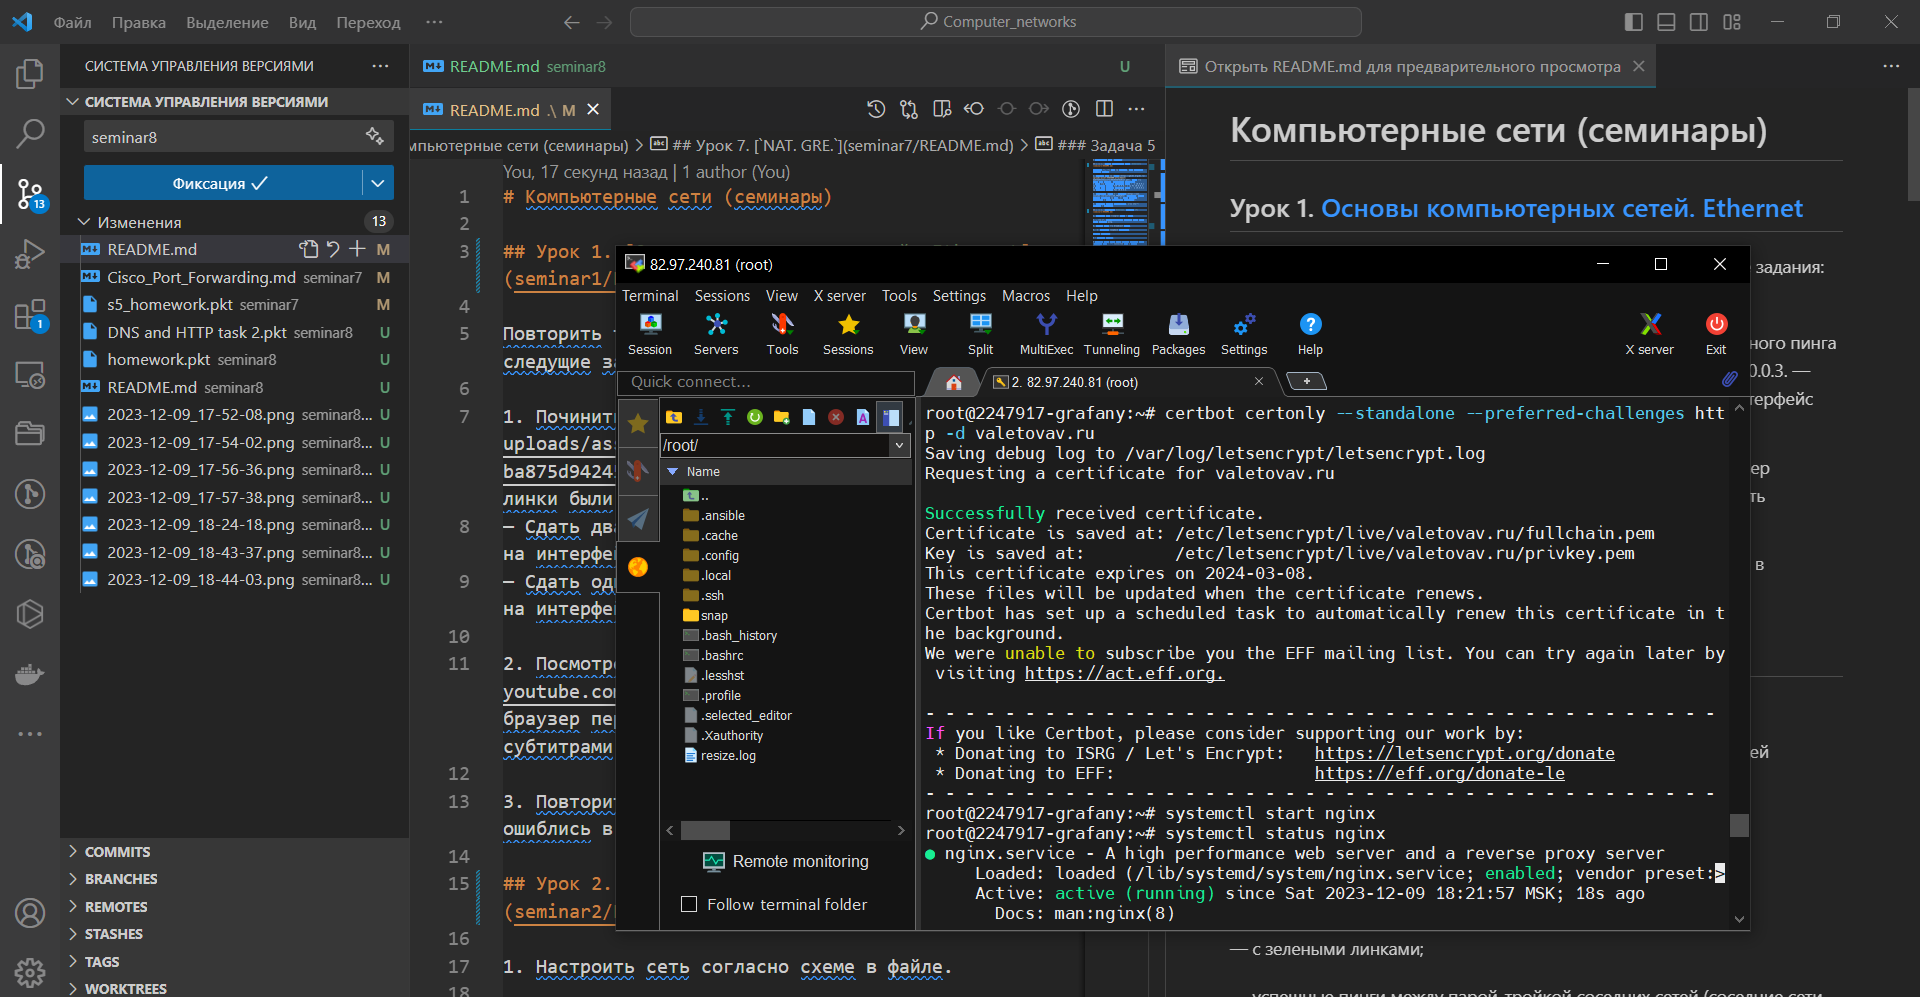 Файл Правка Выделение Вид Переход ···
Computer_networks
СИСТЕМА УПРАВЛЕНИЯ ВЕРСИЯМИ ···
СИСТЕМА УПРАВЛЕНИЯ ВЕРСИЯМИ
seminar8
Фиксация
Изменения 13
README.md M
Cisco_Port_Forwarding.md seminar7 M
s5_homework.pkt seminar7 M
DNS and HTTP task 2.pkt seminar8 U
homework.pkt seminar8 U
README.md seminar8 U
2023-12-09_17-52-08.png seminar8... U
2023-12-09_17-54-02.png seminar8... U
2023-12-09_17-56-36.png seminar8... U
2023-12-09_17-57-38.png seminar8... U
2023-12-09_18-24-18.png seminar8... U
2023-12-09_18-43-37.png seminar8... U
2023-12-09_18-44-03.png seminar8... U
COMMITS
BRANCHES
REMOTES
STASHES
TAGS
WORKTREES
13
1
README.md seminar8 U
README.md .\ M
мпьютерные сети (семинары) > ## Урок 7. [`NAT. GRE.`](seminar7/README.md) > ### Задача 5
You, 17 секунд назад | 1 author (You)
1 # Компьютерные сети (семинары)
2
3 ## Урок 1.
(seminar1/
4
5 Повторить
следущие за
6
7 1. Починить
uploads/as
ba875d9424
линки были
8 – Сдать два
на интерфе
9 – Сдать од
на интерфе
10
11 2. Посмотре
youtube.com
браузер пе
субтитрами
12
13 3. Повторит
ошиблись в
14
15 ## Урок 2.
(seminar2/
16
17 1. Настроить сеть согласно схеме в файле.
18
Открыть README.md для предварительного просмотра
Компьютерные сети (семинары)
Урок 1. Основы компьютерных сетей. Ethernet
задания:
ного пинга
0.0.3. —
терфейс
ер
ть
в
ей
— с зелеными линками;
успешные пинги между парой-тройкой соседних сетей (соседние сети
82.97.240.81 (root)
Terminal Sessions View X server Tools Settings Macros Help
Session Servers Tools Sessions View Split MultiExec Tunneling Packages Settings Help X server Exit
Quick connect...
2. 82.97.240.81 (root)
/root/
Name
..
.ansible
.cache
.config
.local
.ssh
snap
.bash_history
.bashrc
.lesshst
.profile
.selected_editor
.Xauthority
resize.log
Remote monitoring
Follow terminal folder
root@2247917-grafany:~# certbot certonly --standalone --preferred-challenges htt
p -d valetovav.ru
Saving debug log to /var/log/letsencrypt/letsencrypt.log
Requesting a certificate for valetovav.ru
Successfully received certificate.
Certificate is saved at: /etc/letsencrypt/live/valetovav.ru/fullchain.pem
Key is saved at: /etc/letsencrypt/live/valetovav.ru/privkey.pem
This certificate expires on 2024-03-08.
These files will be updated when the certificate renews.
Certbot has set up a scheduled task to automatically renew this certificate in t
he background.
We were unable to subscribe you the EFF mailing list. You can try again later by
visiting https://act.eff.org.
- - - - - - - - - - - - - - - - - - - - - - - - - - - - - - - - - - - - - - - -
If you like Certbot, please consider supporting our work by:
* Donating to ISRG / Let's Encrypt: https://letsencrypt.org/donate
* Donating to EFF: https://eff.org/donate-le
- - - - - - - - - - - - - - - - - - - - - - - - - - - - - - - - - - - - - - - -
root@2247917-grafany:~# systemctl start nginx
root@2247917-grafany:~# systemctl status nginx
● nginx.service - A high performance web server and a reverse proxy server
Loaded: loaded (/lib/systemd/system/nginx.service; enabled; vendor preset:>
Active: active (running) since Sat 2023-12-09 18:21:57 MSK; 18s ago
Docs: man:nginx(8)